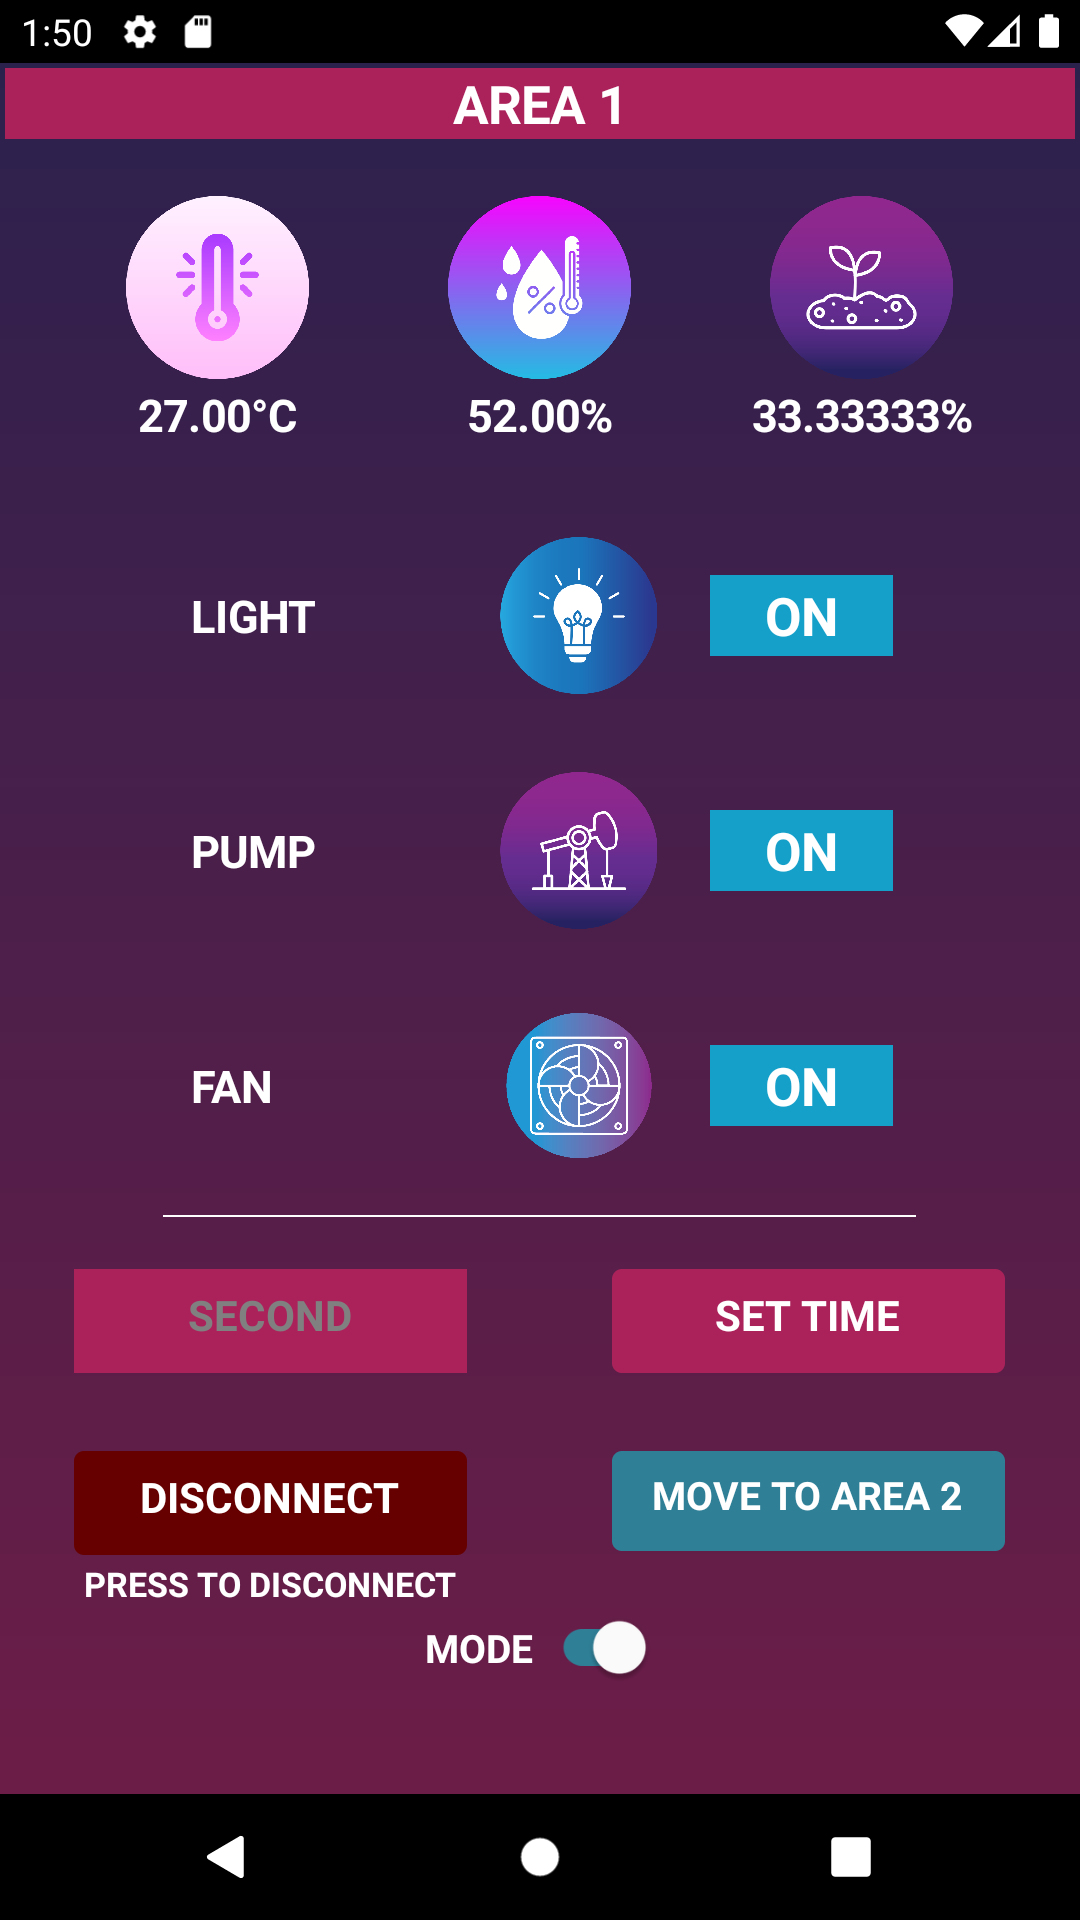 1:50
AREA 1
27.00°C 52.00% 33.33333%
LIGHT ON
PUMP ON
FAN ON
SECOND SET TIME
DISCONNECT MOVE TO AREA 2
PRESS TO DISCONNECT
MODE